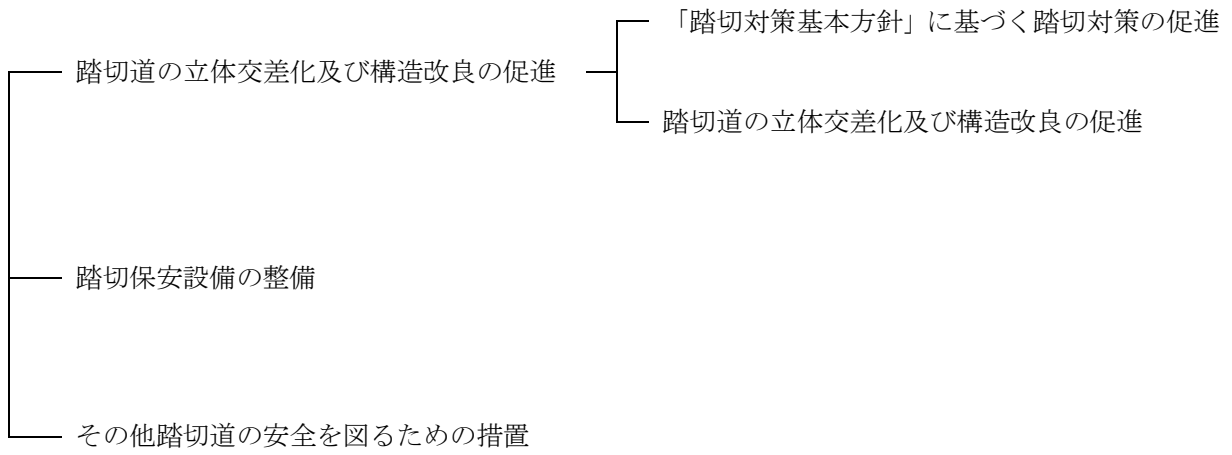 「踏切対策基本方針」に基づく踏切対策の促進
踏切道の立体交差化及び構造改良の促進
踏切道の立体交差化及び構造改良の促進
踏切保安設備の整備
その他踏切道の安全を図るための措置